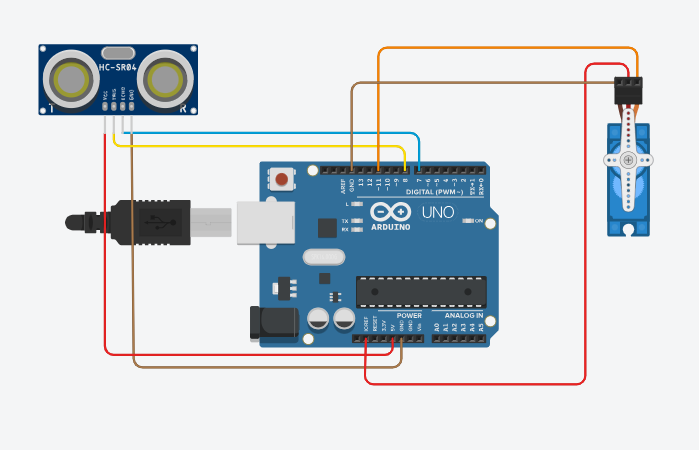 HC-SR04
T
R
VCC
TRIG
ECHO
GND
AREF
GND
13
12
~11
~10
~9
8
7
~6
~5
4
~3
2
TX→1
RX←0
DIGITAL (PWM~)
L
TX
RX
ARDUINO
UNO
ON
POWER
ANALOG IN
IOREF
RESET
3.3V
5V
GND
GND
Vin
A0
A1
A2
A3
A4
A5